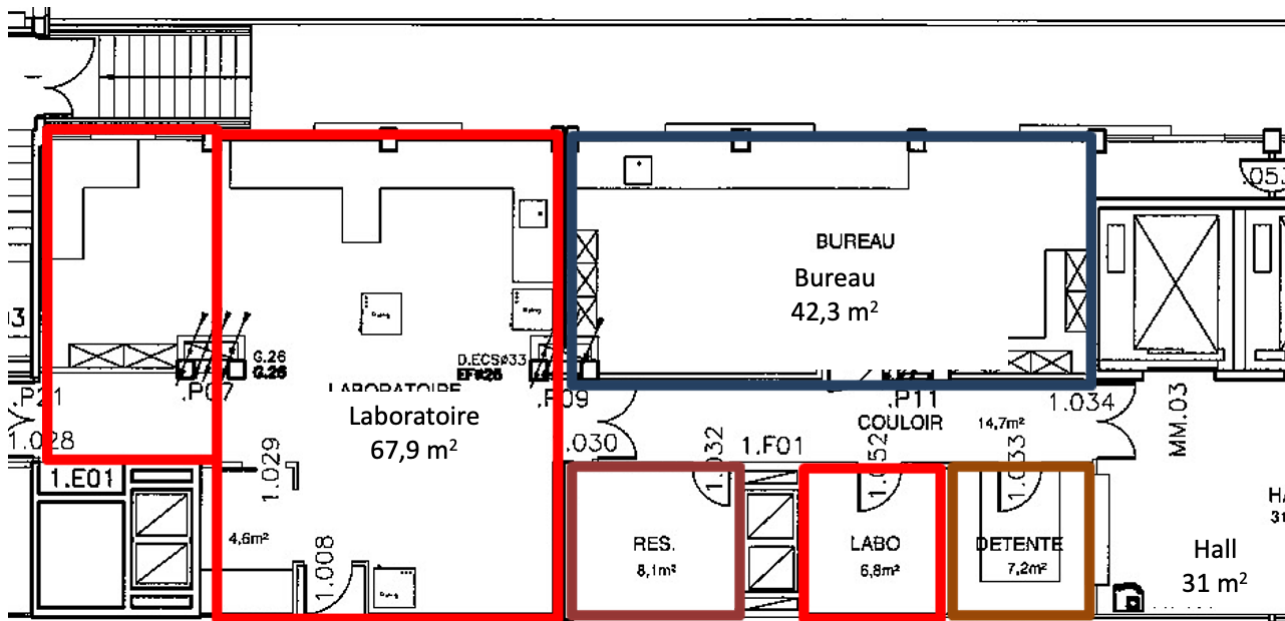 .053
BUREAU
Bureau
42,3 m²
03
G.26
G.26
D.ECSø33
EFø26
LABORATOIRE
Laboratoire
67,9 m²
.P21
.P07
.P09
.P11
1.034
1.028
1.029
.030
1.032
1.F01
COULOIR
14,7m²
1.052
1.033
MM.03
1.E01
4,6m²
1.008
RES.
8,1m²
LABO
6,8m²
DETENTE
7,2m²
Hall
31 m²